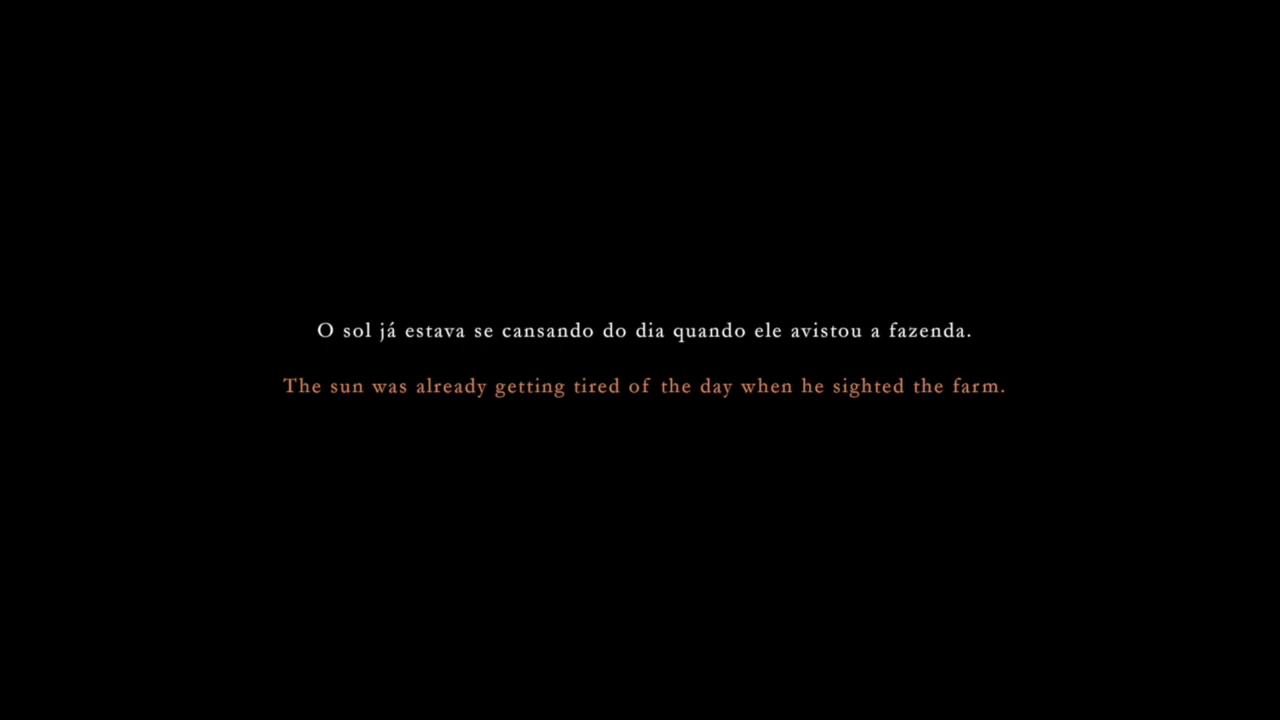 O sol já estava se cansando do dia quando ele avistou a fazenda.
The sun was already getting tired of the day when he sighted the farm.